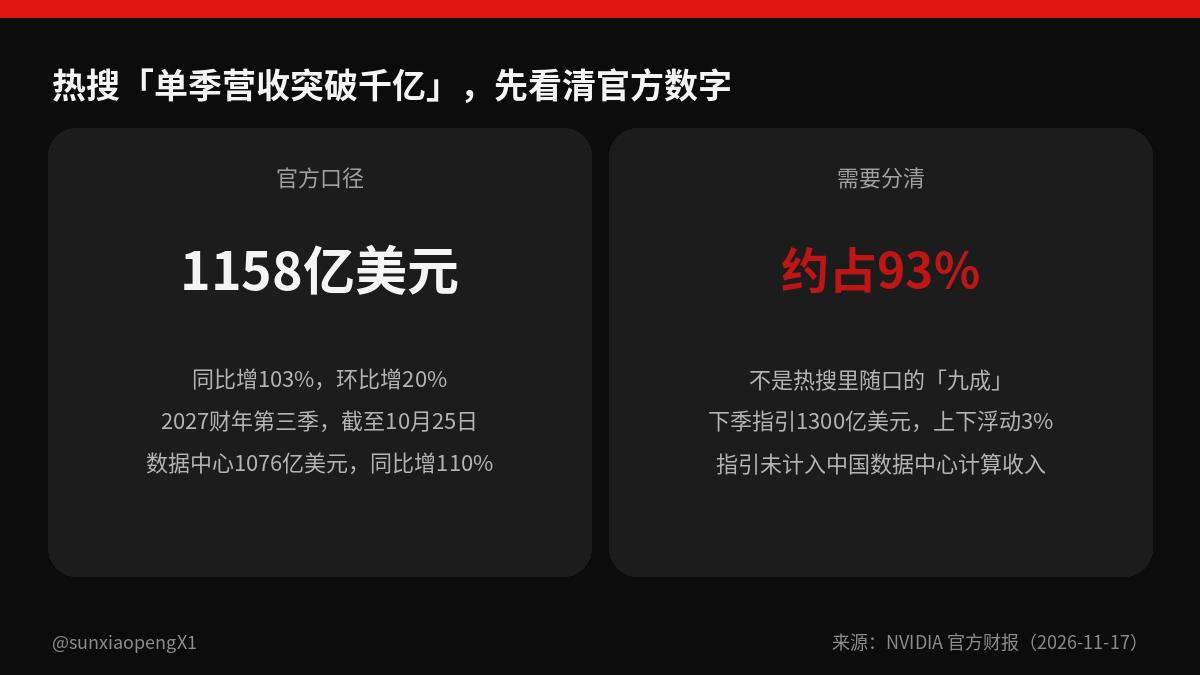 热搜「单季营收突破千亿」，先看清官方数字
官方口径
1158亿美元
同比增103%，环比增20%
2027财年第三季，截至10月25日
数据中心1076亿美元，同比增110%
需要分清
约占93%
不是热搜里随口的「九成」
下季指引1300亿美元，上下浮动3%
指引未计入中国数据中心计算收入
@sunxiaopengX1
来源：NVIDIA 官方财报（2026-11-17）